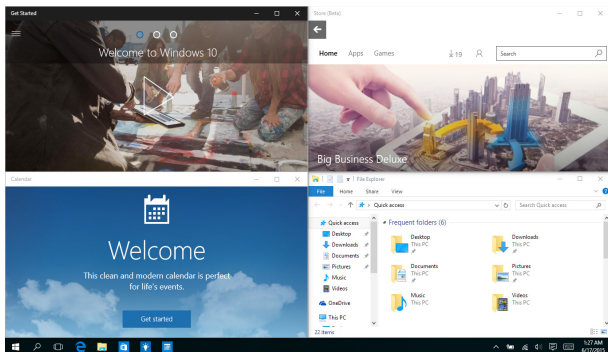 Get Started
Welcome to Windows 10
Store (Beta)
Home Apps Games
19
Search
Big Business Deluxe
Calendar
Welcome
This clean and modern calendar is perfect
for life's events.
Get started
File Explorer
File Home Share View
Quick access
Search Quick access
Quick access
Desktop
Downloads
Documents
Pictures
Music
Videos
OneDrive
This PC
Frequent folders (6)
Desktop
This PC
Downloads
This PC
Documents
This PC
Pictures
This PC
Music
This PC
Videos
This PC
22 items
1:27 AM
6/17/2015